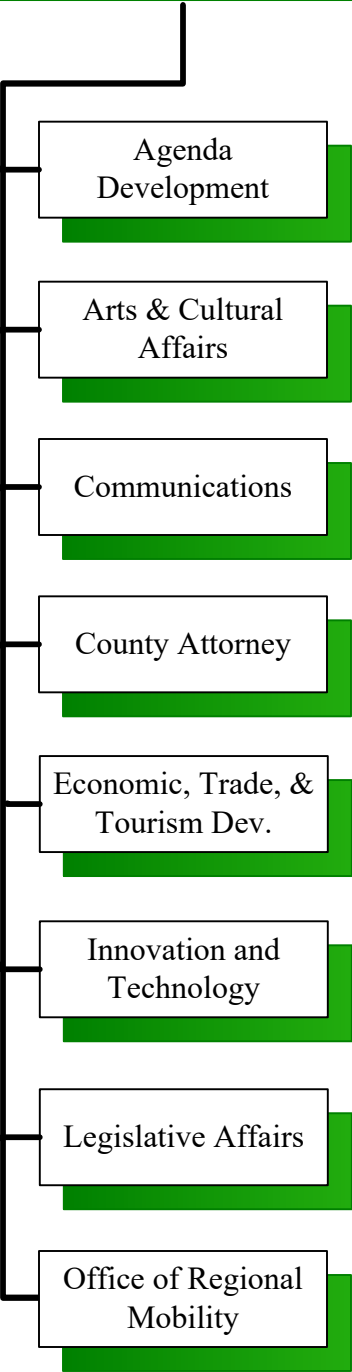 Agenda
Development
Arts & Cultural
Affairs
Communications
County Attorney
Economic, Trade, &
Tourism Dev.
Innovation and
Technology
Legislative Affairs
Office of Regional
Mobility